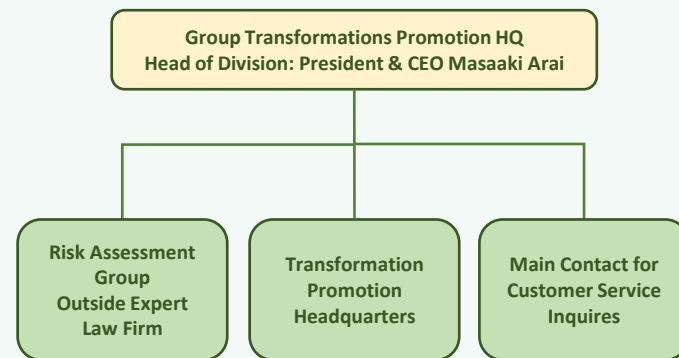 Group Transformations Promotion HQ
Head of Division: President & CEO Masaaki Arai
Risk Assessment
Group
Outside Expert
Law Firm
Transformation
Promotion
Headquarters
Main Contact for
Customer Service
Inquires